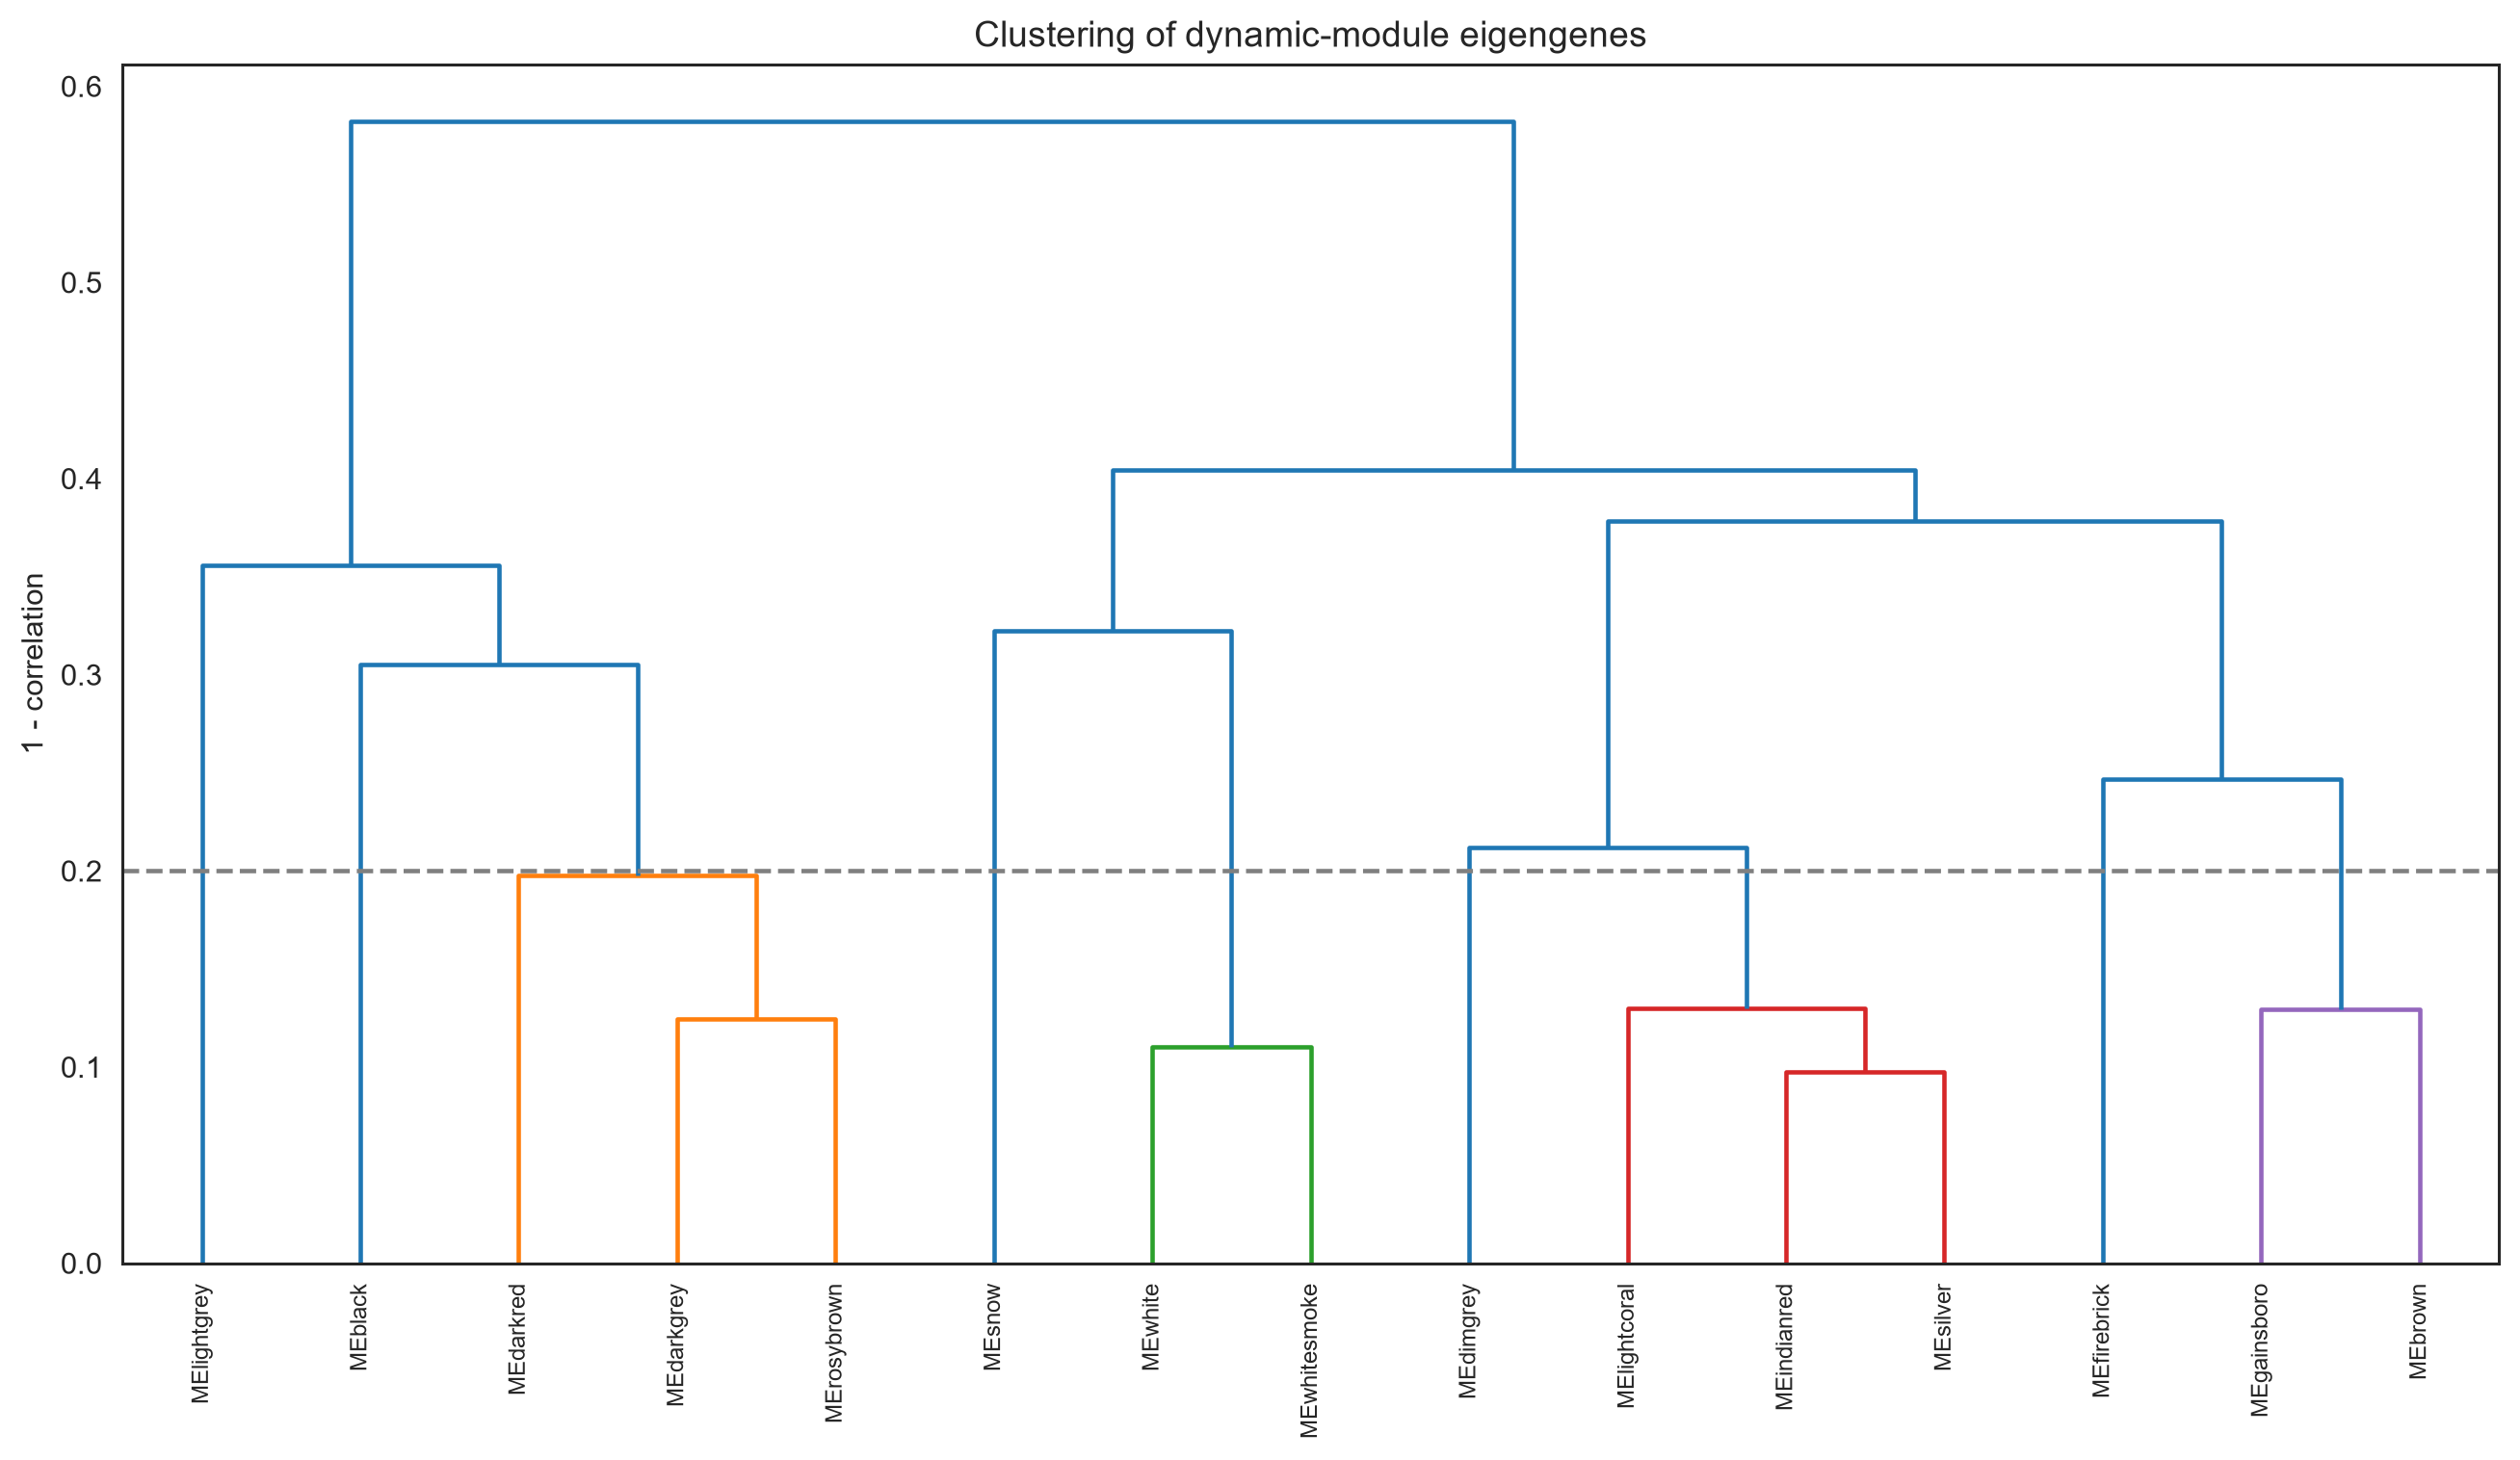 Clustering of dynamic-module eigengenes
1 - correlation
0.6
0.5
0.4
0.3
0.2
0.1
0.0
MElightgrey
MEblack
MEdarkred
MEdarkgrey
MErosybrown
MEsnow
MEwhite
MEwhitesmoke
MEdimgrey
MElightcoral
MEindianred
MEsilver
MEfirebrick
MEgainsboro
MEbrown